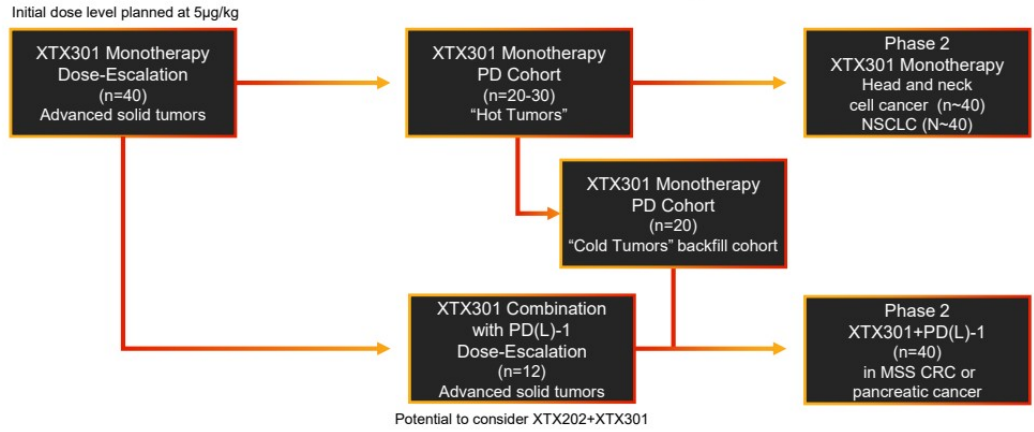 Initial dose level planned at 5µg/kg
XTX301 Monotherapy
Dose-Escalation
(n=40)
Advanced solid tumors
XTX301 Monotherapy
PD Cohort
(n=20-30)
“Hot Tumors”
Phase 2
XTX301 Monotherapy
Head and neck
cell cancer (n~40)
NSCLC (N~40)
XTX301 Monotherapy
PD Cohort
(n=20)
“Cold Tumors” backfill cohort
XTX301 Combination
with PD(L)-1
Dose-Escalation
(n=12)
Advanced solid tumors
Phase 2
XTX301+PD(L)-1
(n=40)
in MSS CRC or
pancreatic cancer
Potential to consider XTX202+XTX301